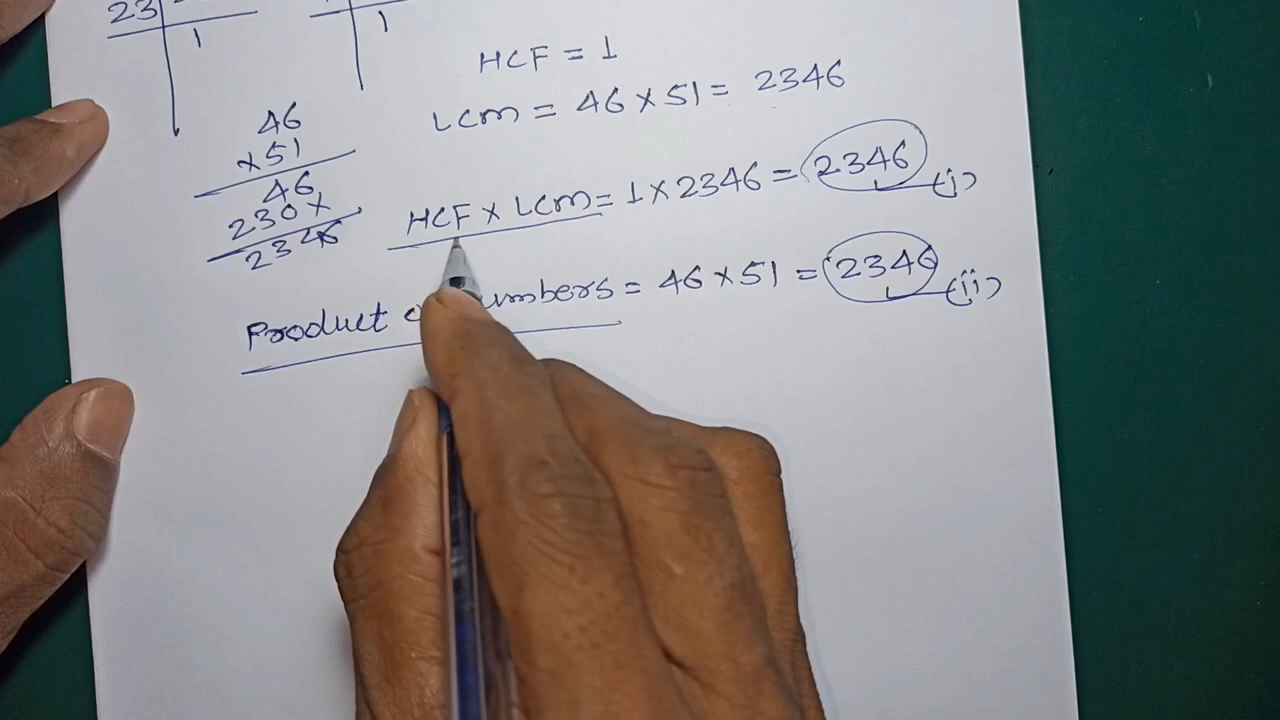 23
1
1
HCF = 1
LCM = 46 × 51 = 2346
46
× 51
46
230 ×
2346
HCF × LCM = 1 × 2346 = 2346 (i)
Product numbers = 46 × 51 = 2346 (ii)